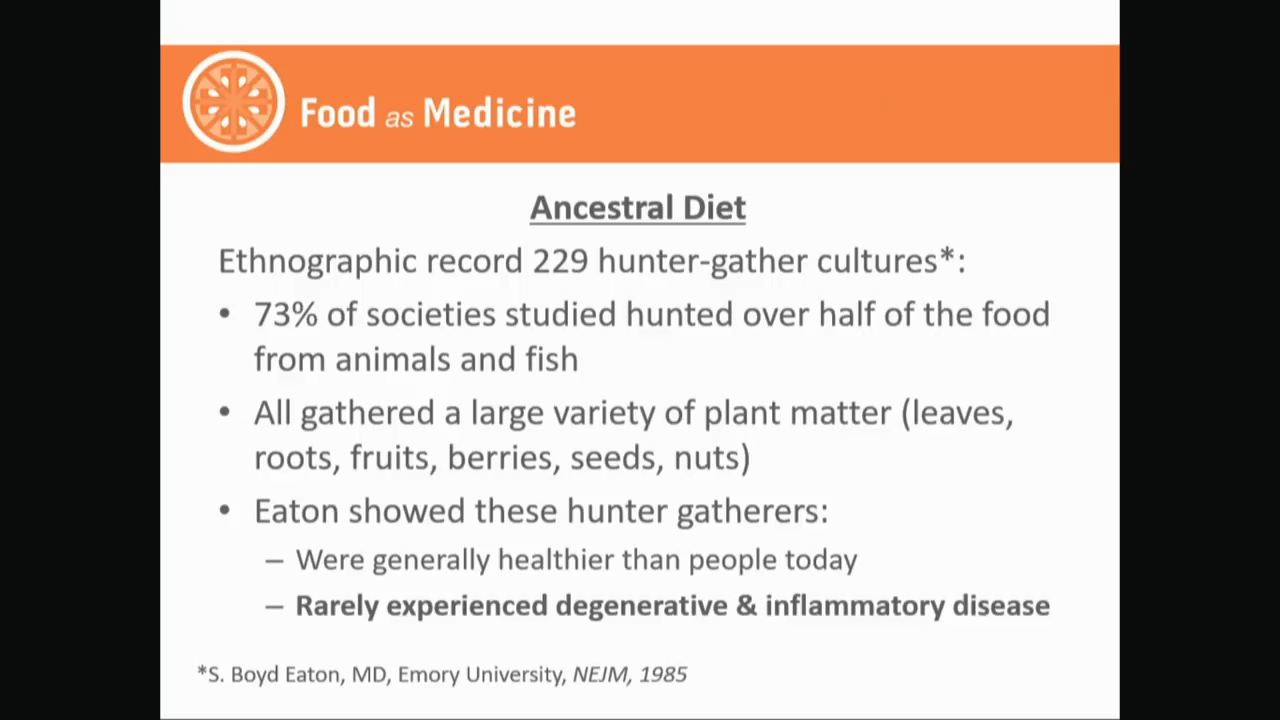 Food as Medicine
Ancestral Diet
Ethnographic record 229 hunter-gather cultures*:
• 73% of societies studied hunted over half of the food
from animals and fish
• All gathered a large variety of plant matter (leaves,
roots, fruits, berries, seeds, nuts)
• Eaton showed these hunter gatherers:
– Were generally healthier than people today
– Rarely experienced degenerative & inflammatory disease
*S. Boyd Eaton, MD, Emory University, NEJM, 1985